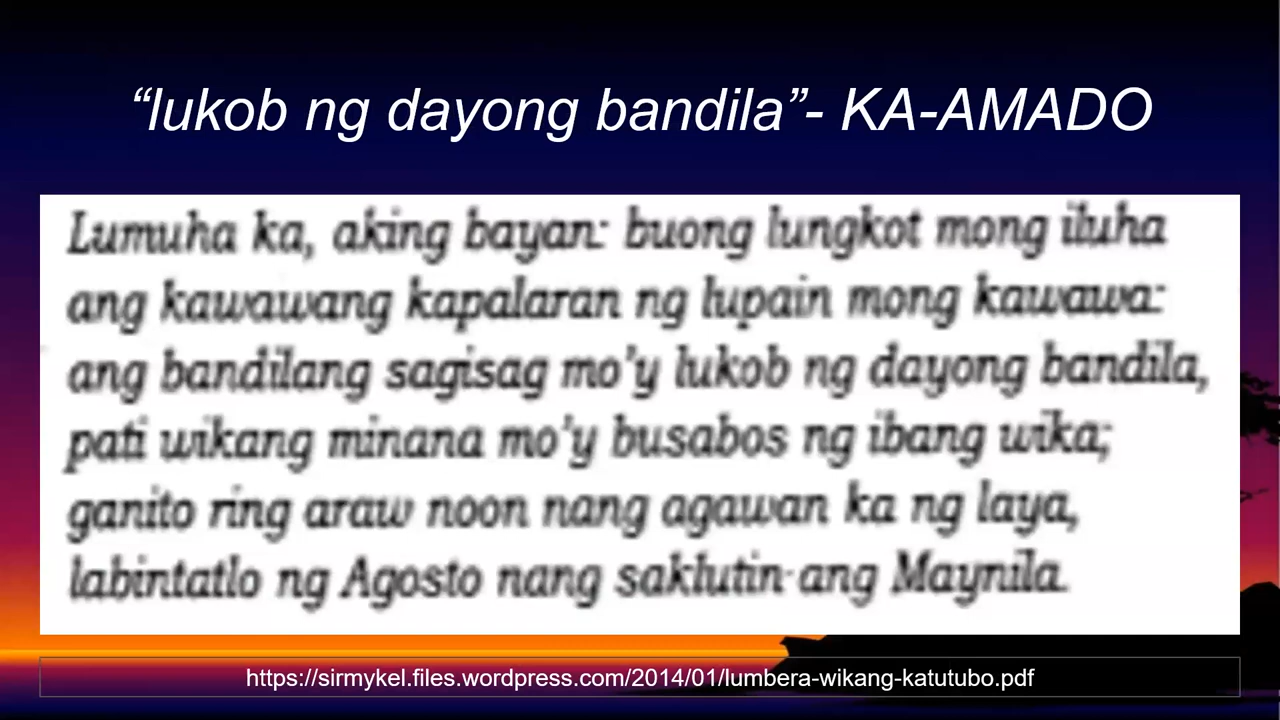 “lukob ng dayong bandila”- KA-AMADO
Lumuha ka, aking bayan: buong lungkot mong iluha
ang kawawang kapalaran ng lupain mong kawawa:
ang bandilang sagisag mo’y lukob ng dayong bandila,
pati wikang minana mo’y busabos ng ibang wika;
ganito ring araw noon nang agawan ka ng laya,
labintatlo ng Agosto nang saklutin ang Maynila.
https://sirmykel.files.wordpress.com/2014/01/lumbera-wikang-katutubo.pdf